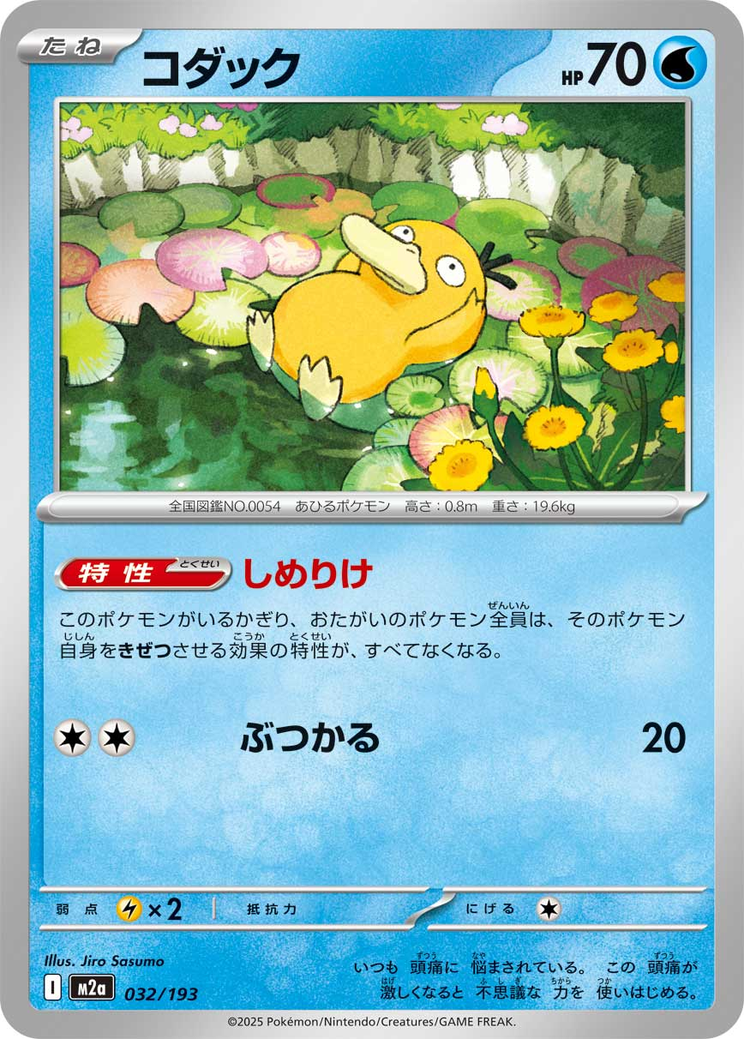 たね
コダック
HP70
全国図鑑NO.0054 あひるポケモン 高さ：0.8m 重さ：19.6kg
特性 とくせい しめりけ
このポケモンがいるかぎり、おたがいのポケモン全員は、そのポケモン
自身をきぜつさせる効果の特性が、すべてなくなる。
ぶつかる 20
弱点 ×2 抵抗力 にげる
Illus. Jiro Sasumo
いつも 頭痛に 悩まされている。 この 頭痛が
激しくなると 不思議な 力を 使いはじめる。
I m2a 032/193
©2025 Pokémon/Nintendo/Creatures/GAME FREAK.